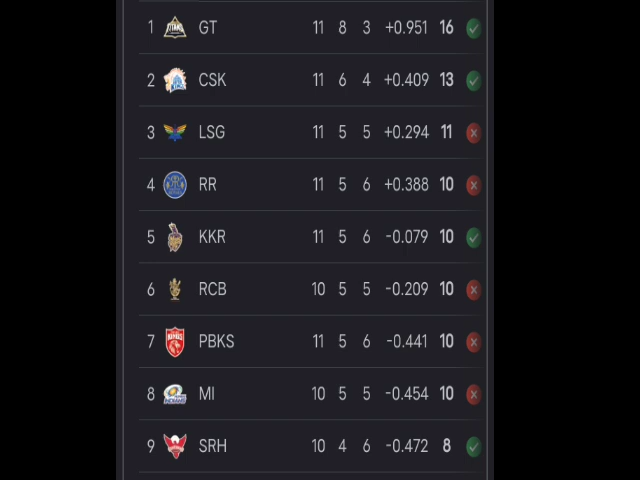 1 GT 11 8 3 +0.951 16
2 CSK 11 6 4 +0.409 13
3 LSG 11 5 5 +0.294 11
4 RR 11 5 6 +0.388 10
5 KKR 11 5 6 -0.079 10
6 RCB 10 5 5 -0.209 10
7 PBKS 11 5 6 -0.441 10
8 MI 10 5 5 -0.454 10
9 SRH 10 4 6 -0.472 8